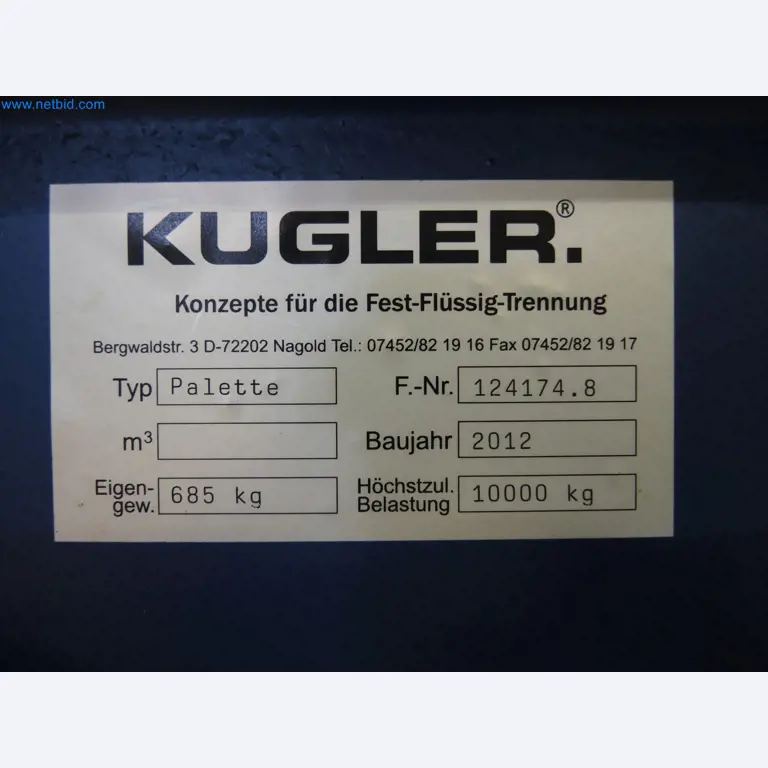 www.netbid.com
KUGLER.®
Konzepte für die Fest-Flüssig-Trennung
Bergwaldstr. 3 D-72202 Nagold Tel.: 07452/82 19 16 Fax 07452/82 19 17
Typ Palette F.-Nr. 124174.8
m³ Baujahr 2012
Eigen-gew. 685 kg Höchstzul. Belastung 10000 kg